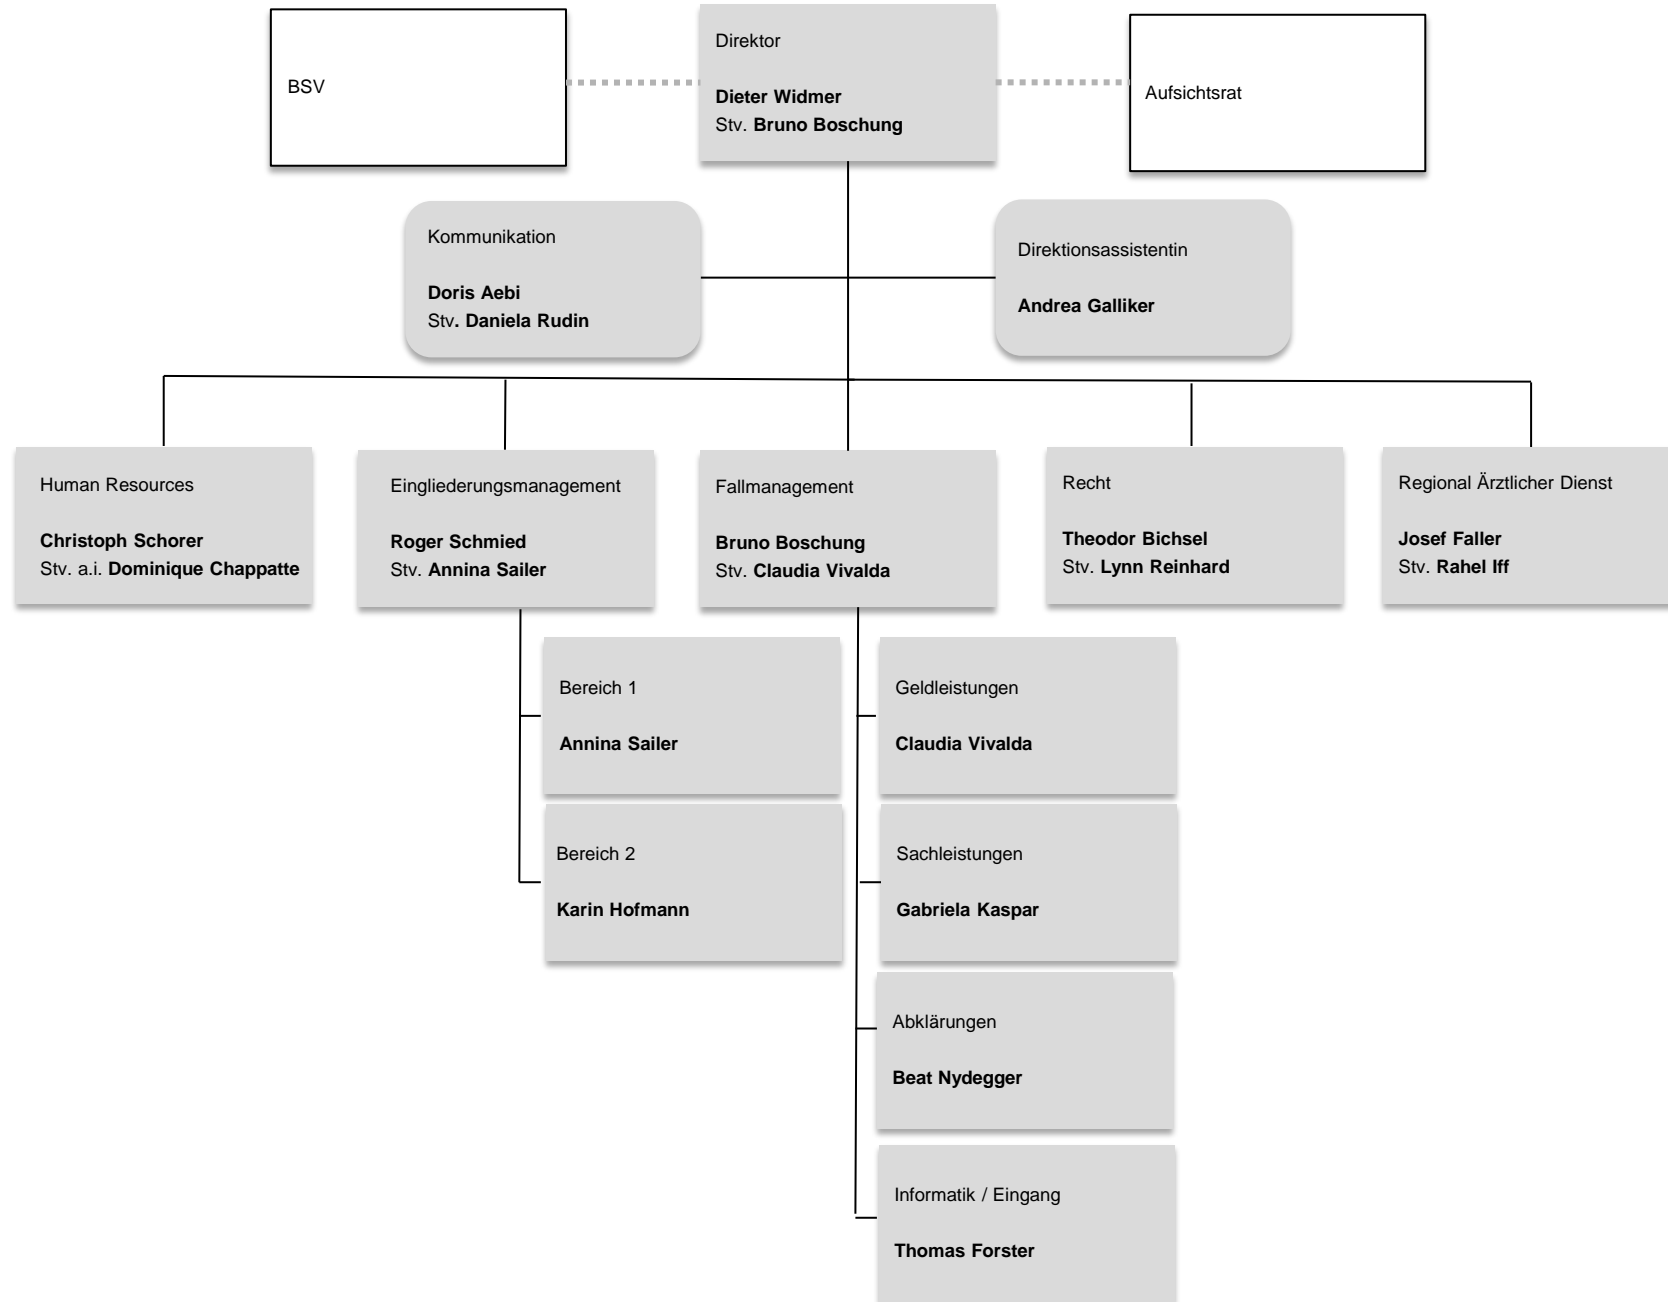 BSV
Direktor
Dieter Widmer
Stv. Bruno Boschung
Aufsichtsrat
Kommunikation
Doris Aebi
Stv. Daniela Rudin
Direktionsassistentin
Andrea Galliker
Human Resources
Christoph Schorer
Stv. a.i. Dominique Chappatte
Eingliederungsmanagement
Roger Schmied
Stv. Annina Sailer
Fallmanagement
Bruno Boschung
Stv. Claudia Vivalda
Recht
Theodor Bichsel
Stv. Lynn Reinhard
Regional Ärztlicher Dienst
Josef Faller
Stv. Rahel Iff
Bereich 1
Annina Sailer
Geldleistungen
Claudia Vivalda
Bereich 2
Karin Hofmann
Sachleistungen
Gabriela Kaspar
Abklärungen
Beat Nydegger
Informatik / Eingang
Thomas Forster